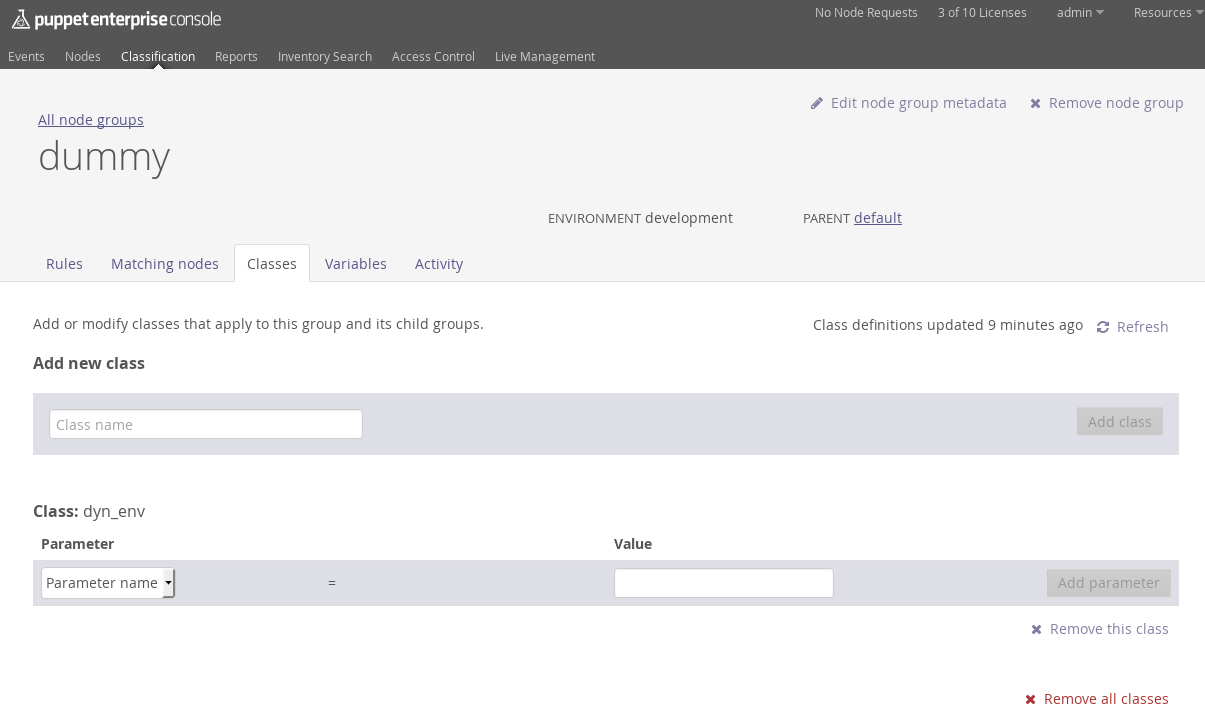 puppet enterprise console
No Node Requests 3 of 10 Licenses admin Resources
Events Nodes Classification Reports Inventory Search Access Control Live Management
Edit node group metadata Remove node group
All node groups
dummy
ENVIRONMENT development PARENT default
Rules Matching nodes Classes Variables Activity
Add or modify classes that apply to this group and its child groups. Class definitions updated 9 minutes ago Refresh
Add new class
Class name Add class
Class: dyn_env
Parameter Value
Parameter name = Add parameter
Remove this class
Remove all classes